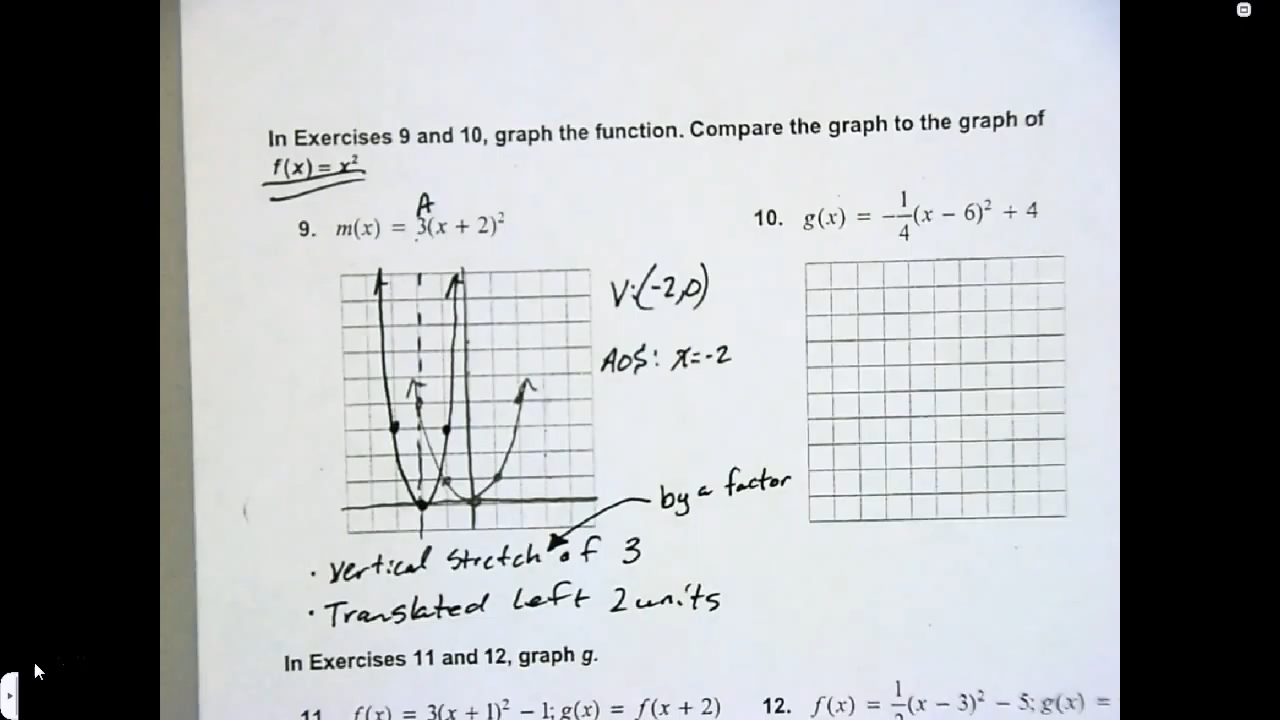 In Exercises 9 and 10, graph the function. Compare the graph to the graph of
f(x) = x²
A
9. m(x) = 3(x + 2)²
10. g(x) = -1/4(x - 6)² + 4
V:(-2,0)
AOS: x=-2
by a factor
• Vertical Stretch of 3
• Translated Left 2 units
In Exercises 11 and 12, graph g.
11. f(x) = 3(x + 1)² - 1; g(x) = f(x + 2)
12. f(x) = 1/2(x - 3)² - 5; g(x) =